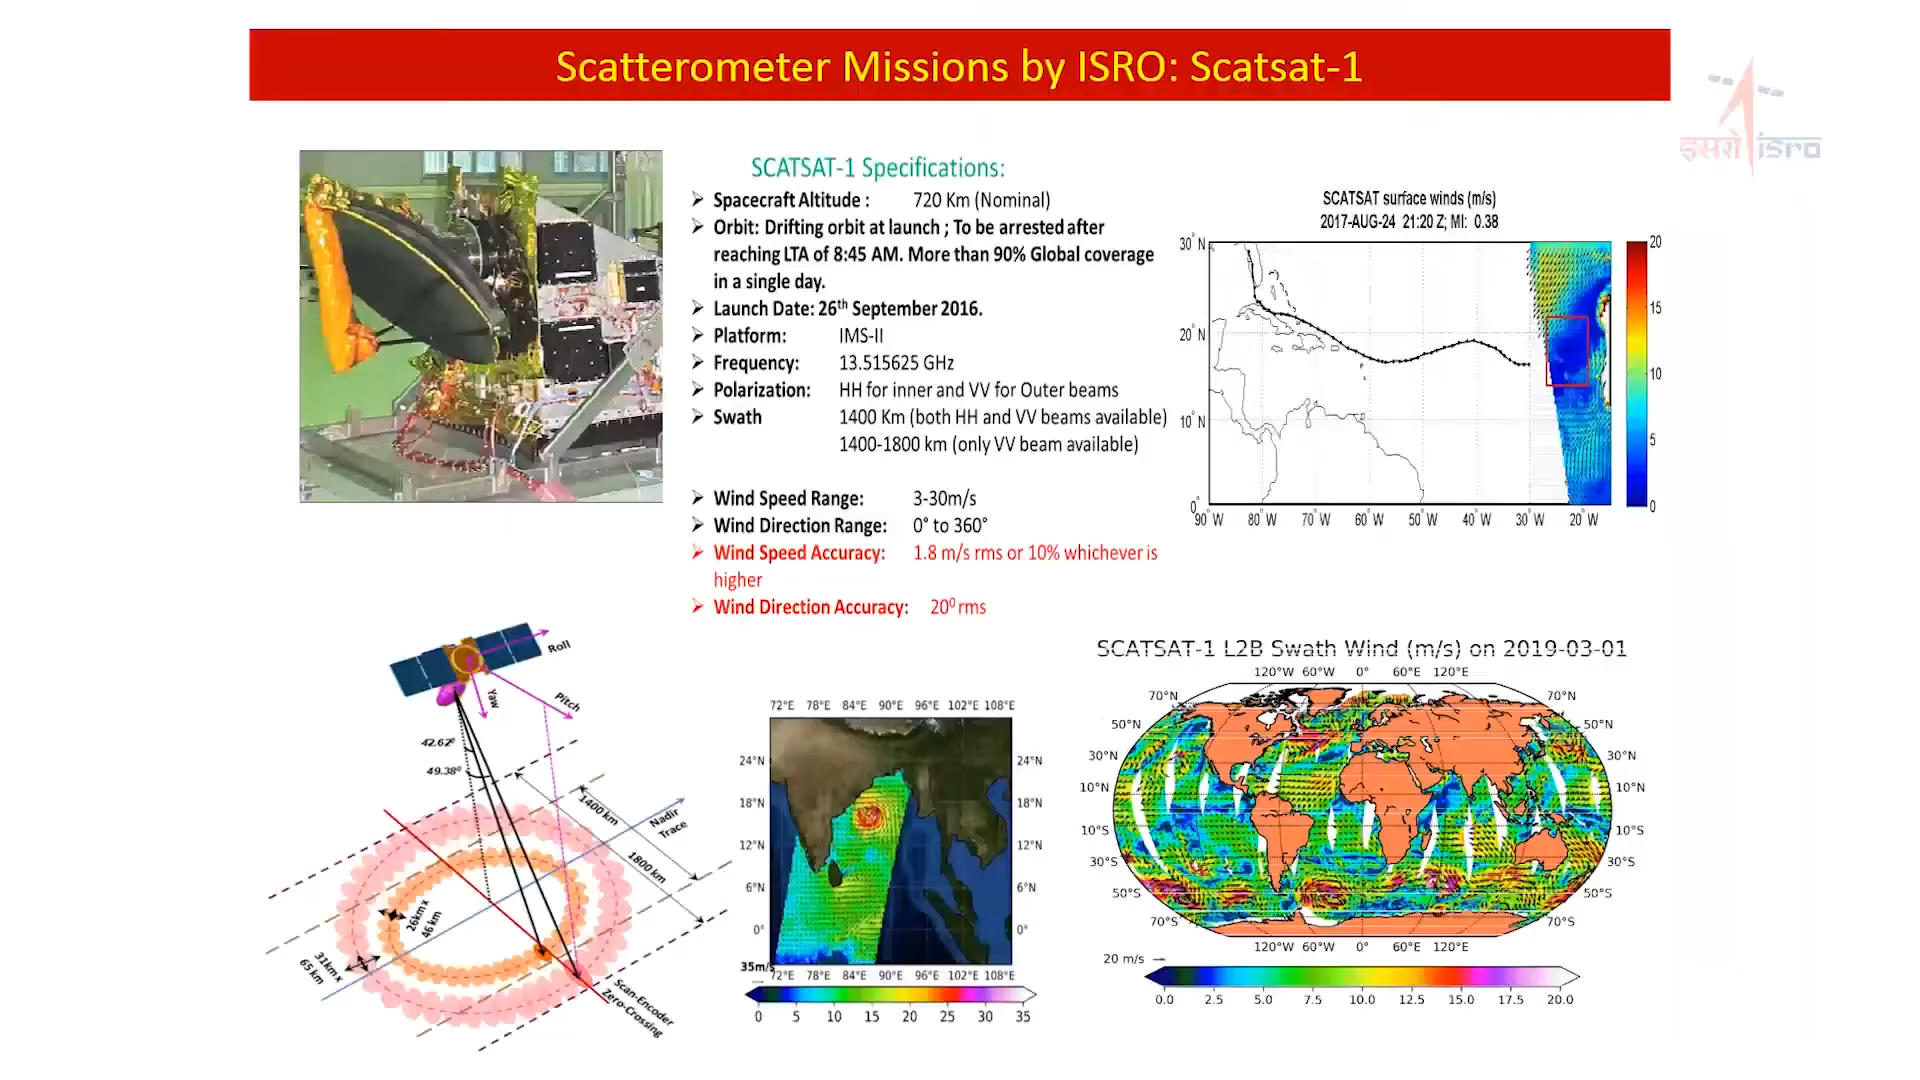 Scatterometer Missions by ISRO: Scatsat-1
इसरो isro
SCATSAT-1 Specifications:
➢ Spacecraft Altitude : 720 Km (Nominal)
➢ Orbit: Drifting orbit at launch ; To be arrested after
reaching LTA of 8:45 AM. More than 90% Global coverage
in a single day.
➢ Launch Date: 26th September 2016.
➢ Platform: IMS-II
➢ Frequency: 13.515625 GHz
➢ Polarization: HH for inner and VV for Outer beams
➢ Swath 1400 Km (both HH and VV beams available)
1400-1800 km (only VV beam available)
➢ Wind Speed Range: 3-30m/s
➢ Wind Direction Range: 0° to 360°
➢ Wind Speed Accuracy: 1.8 m/s rms or 10% whichever is
higher
➢ Wind Direction Accuracy: 20⁰ rms
SCATSAT surface winds (m/s)
2017-AUG-24 21:20 Z; MI: 0.38
30°N
20°N
10°N
0°
90°W 80°W 70°W 60°W 50°W 40°W 30°W 20°W
20
15
10
5
0
Roll
Yaw
Pitch
42.62⁰
49.38⁰
1400 km
Nadir
Trace
1800 km
26km x
46 km
31km x
65 km
Scan-Encoder
Zero-Crossing
72°E 78°E 84°E 90°E 96°E 102°E 108°E
24°N 24°N
18°N 18°N
12°N 12°N
6°N 6°N
0° 0°
35m/s
72°E 78°E 84°E 90°E 96°E 102°E 108°E
0 5 10 15 20 25 30 35
SCATSAT-1 L2B Swath Wind (m/s) on 2019-03-01
120°W 60°W 0° 60°E 120°E
70°N 70°N
50°N 50°N
30°N 30°N
10°N 10°N
10°S 10°S
30°S 30°S
50°S 50°S
70°S 70°S
120°W 60°W 0° 60°E 120°E
20 m/s
0.0 2.5 5.0 7.5 10.0 12.5 15.0 17.5 20.0